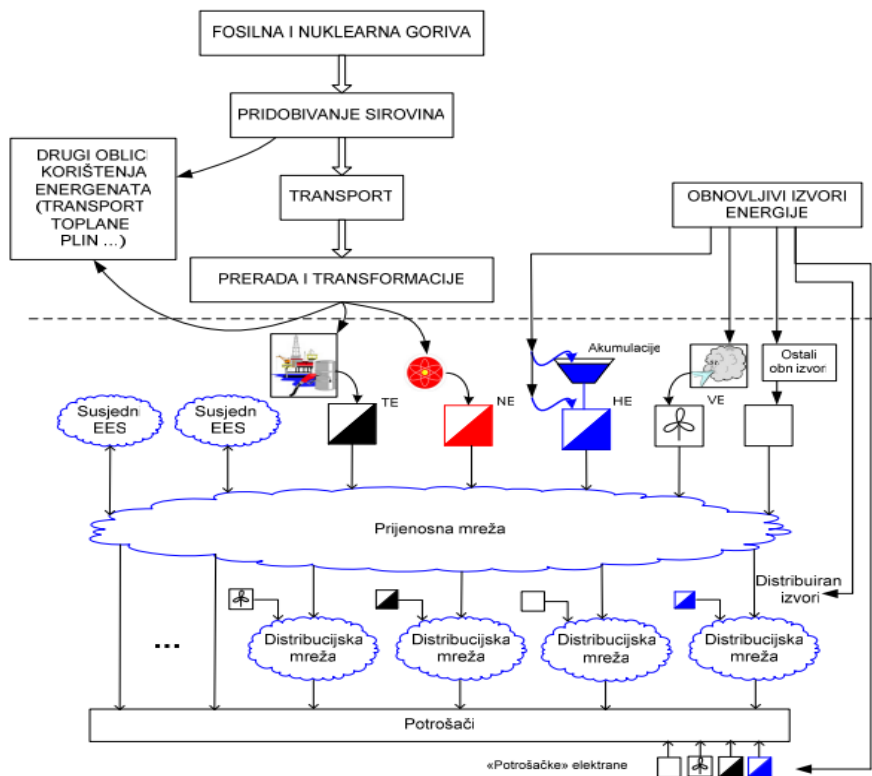 FOSILNA I NUKLEARNA GORIVA
PRIDOBIVANJE SIROVINA
DRUGI OBLICI
KORIŠTENJA
ENERGENATA
(TRANSPORT
TOPLANE
PLIN ...)
TRANSPORT
OBNOVLJIVI IZVORI
ENERGIJE
PRERADA I TRANSFORMACIJE
Akumulacije
Ostali
obn izvori
TE
NE
HE
VE
Susjedni
EES
Susjedn
EES
Prijenosna mreža
Distribuiran
izvori
...
Distribucijska
mreža
Distribucijska
mreža
Distribucijska
mreža
Distribucijska
mreža
Potrošači
«Potrošačke» elektrane